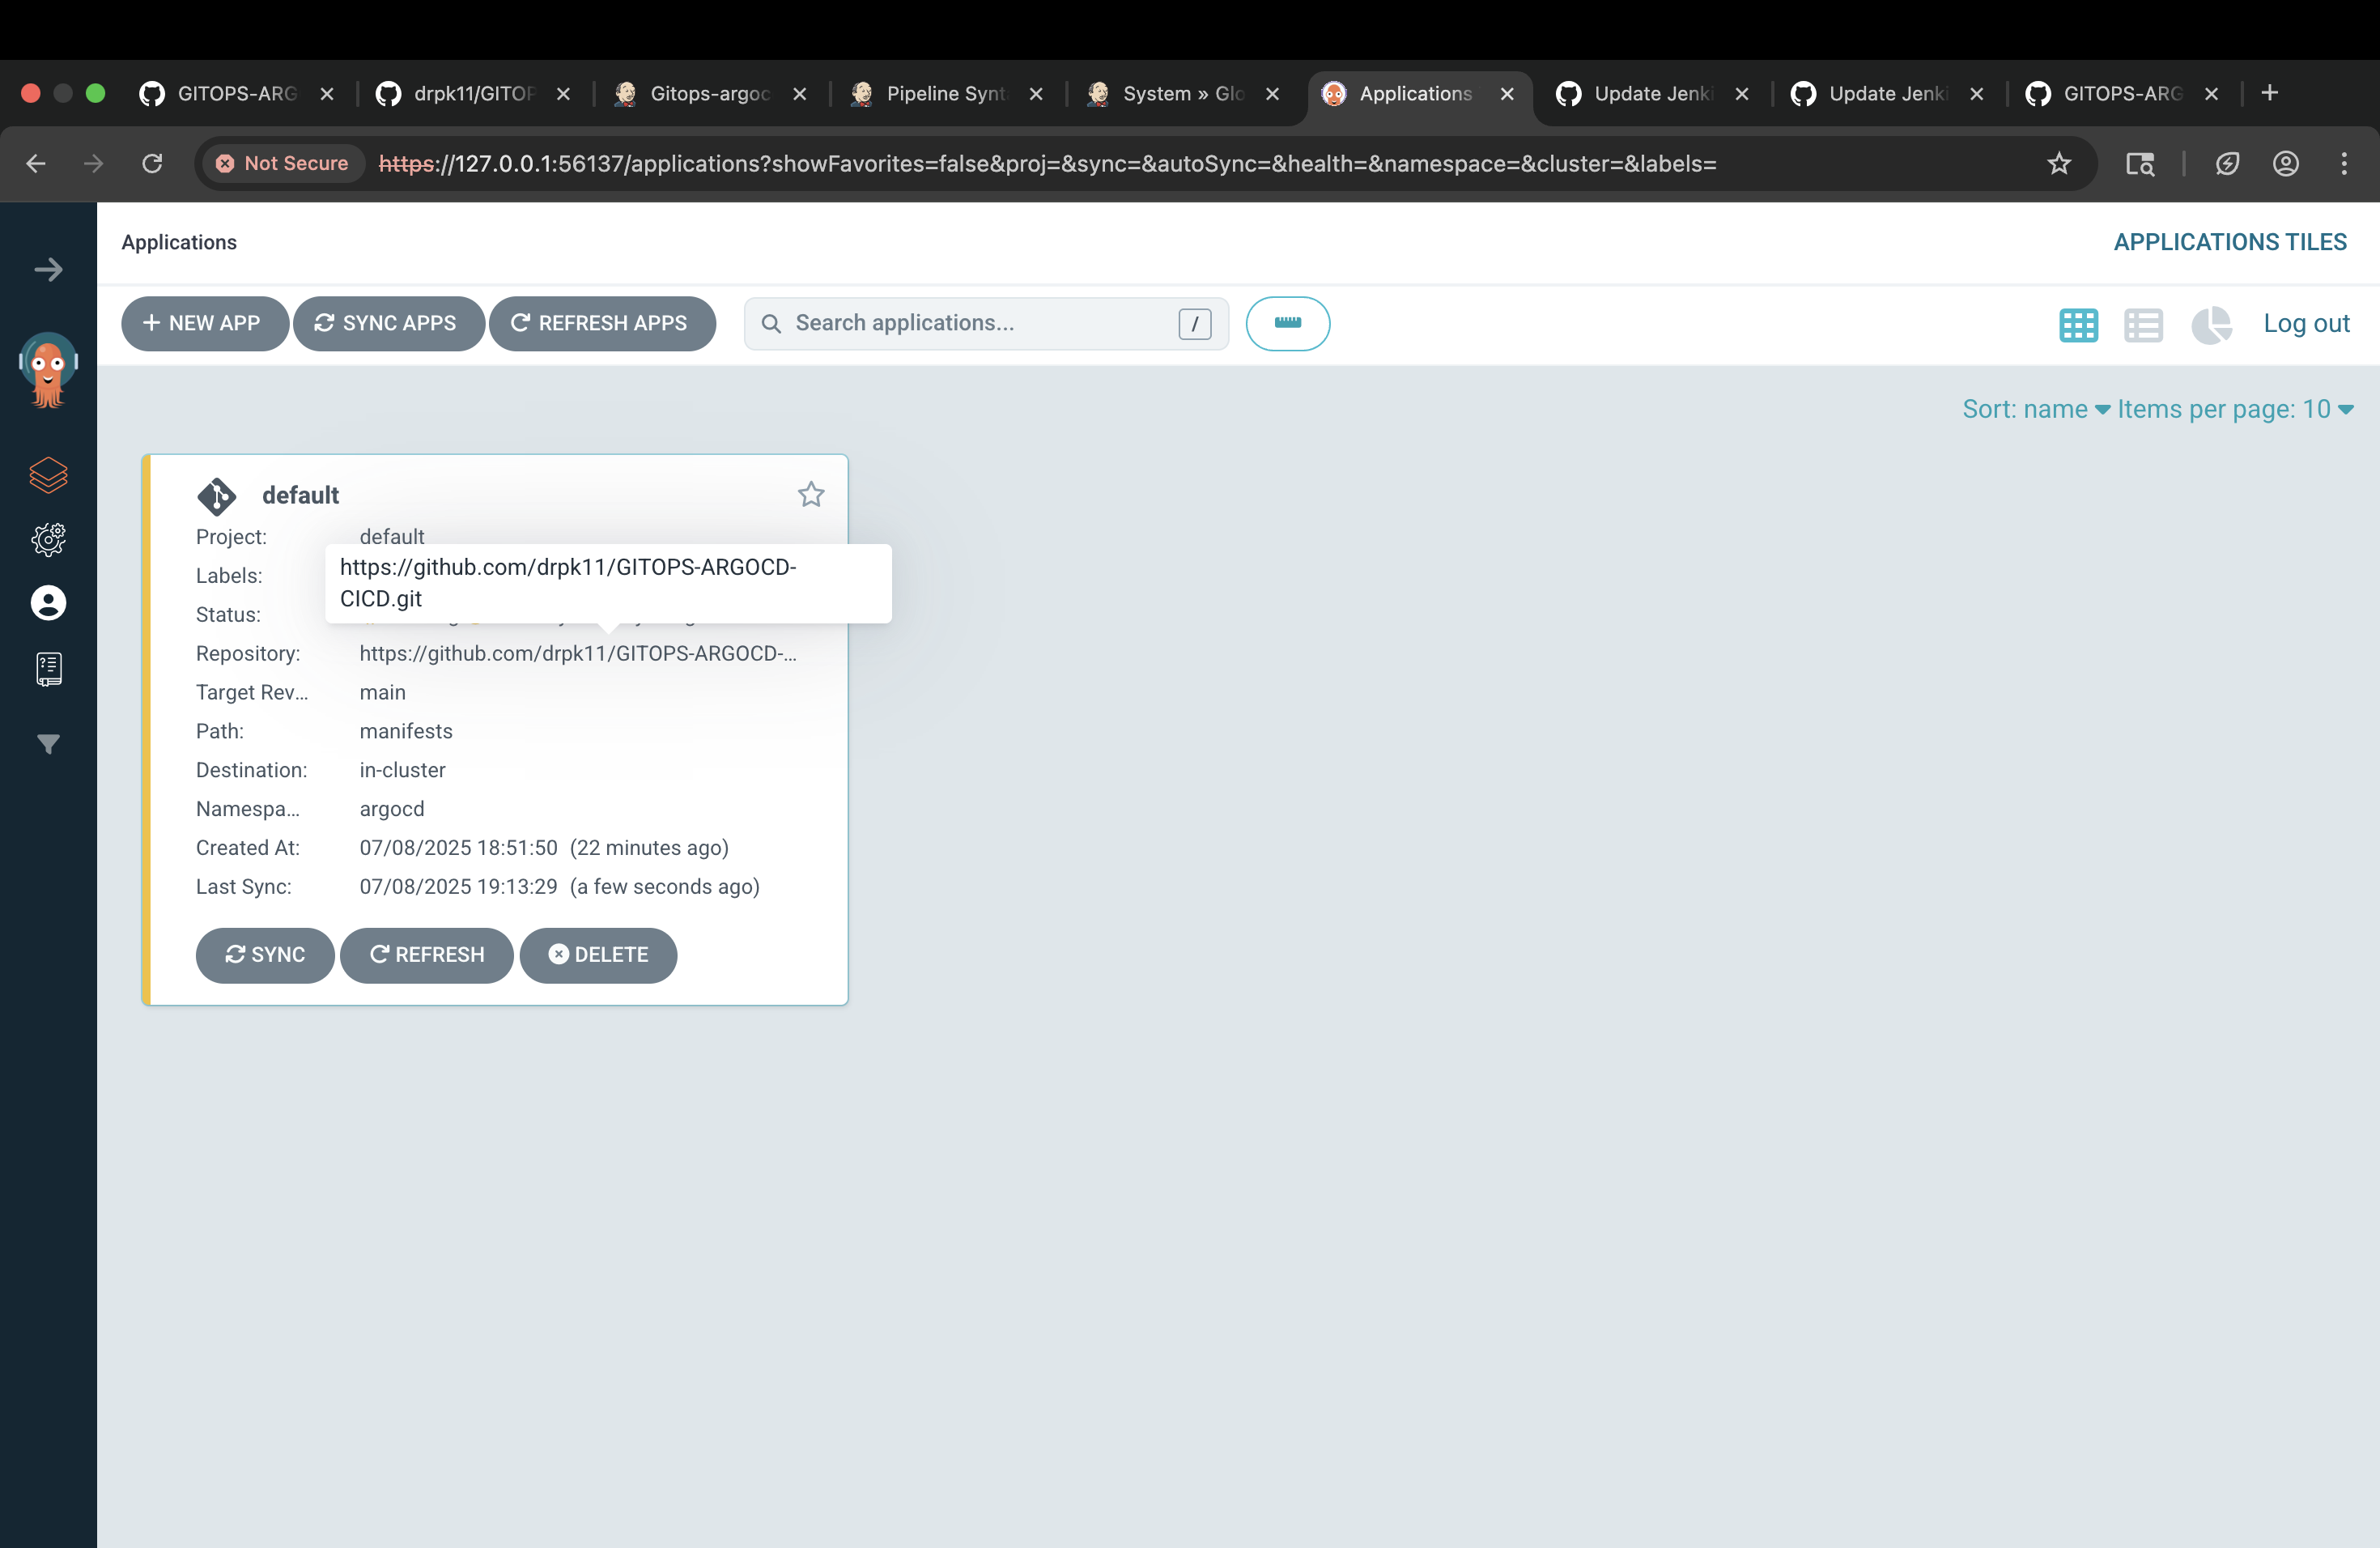 GITOPS-ARG
drpk11/GITOP
Gitops-argoc
Pipeline Synt
System » Glo
Applications
Update Jenki
Update Jenki
GITOPS-ARG
Not Secure
https://127.0.0.1:56137/applications?showFavorites=false&proj=&sync=&autoSync=&health=&namespace=&cluster=&labels=
Applications
APPLICATIONS TILES
+ NEW APP
SYNC APPS
REFRESH APPS
Search applications...
/
Log out
Sort: name
Items per page: 10
default
Project: default
Labels:
https://github.com/drpk11/GITOPS-ARGOCD-
CICD.git
Status:
Repository: https://github.com/drpk11/GITOPS-ARGOCD-...
Target Rev... main
Path: manifests
Destination: in-cluster
Namespa... argocd
Created At: 07/08/2025 18:51:50 (22 minutes ago)
Last Sync: 07/08/2025 19:13:29 (a few seconds ago)
SYNC
REFRESH
DELETE